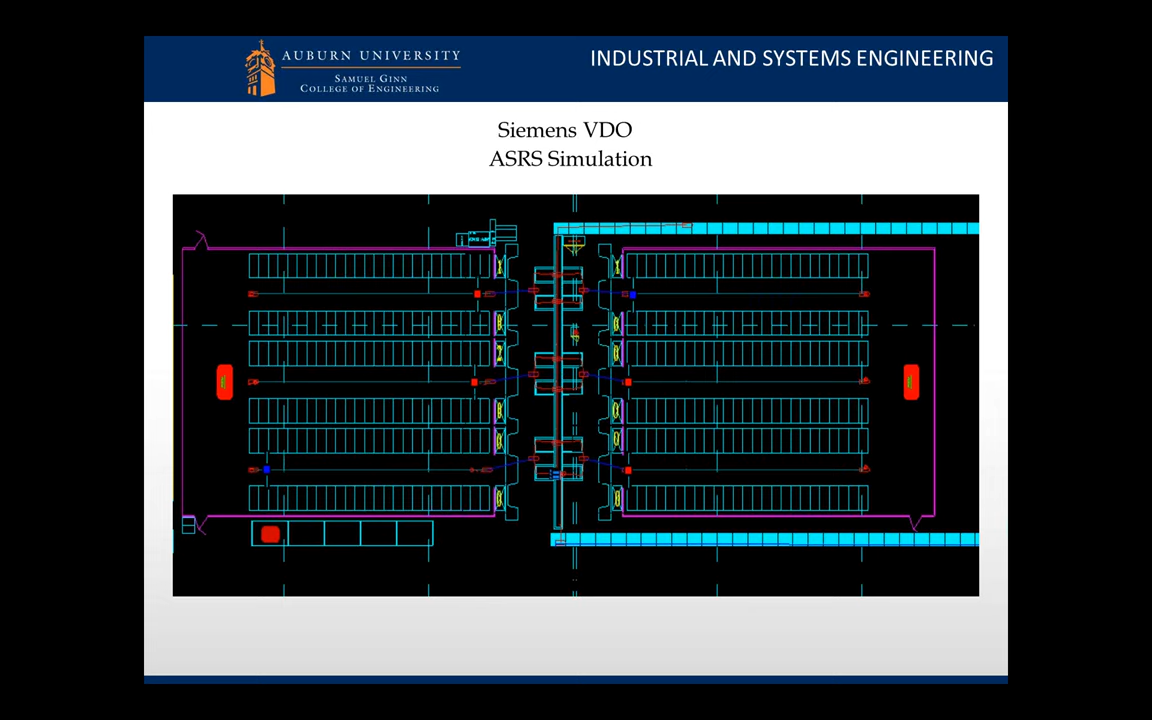 AUBURN UNIVERSITY
SAMUEL GINN
COLLEGE OF ENGINEERING
INDUSTRIAL AND SYSTEMS ENGINEERING
Siemens VDO
ASRS Simulation